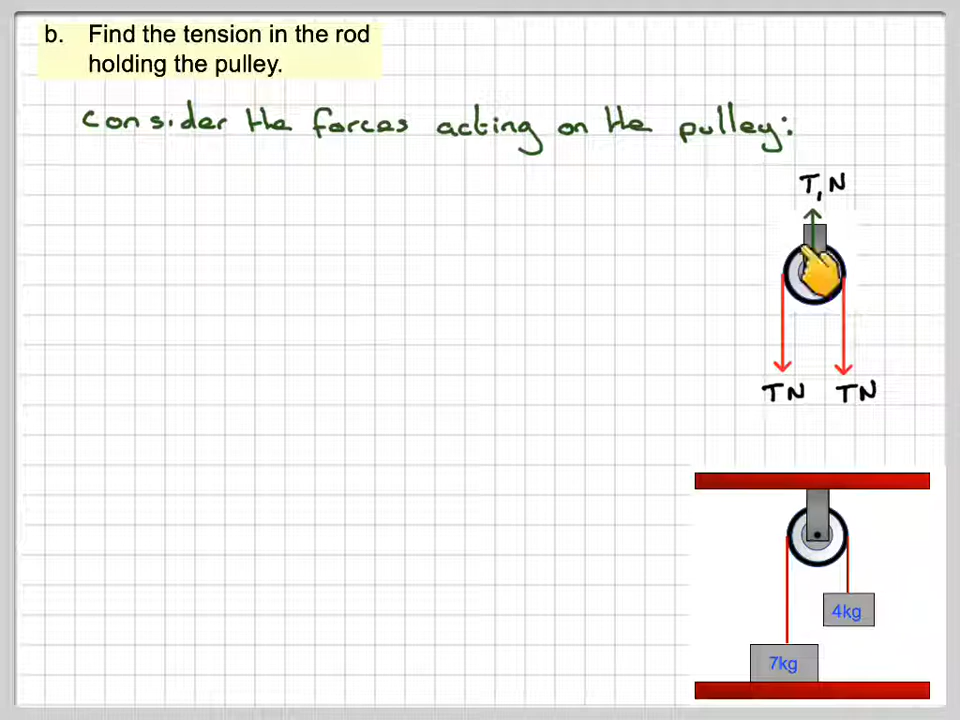 b. Find the tension in the rod
holding the pulley.
Consider the forces acting on the pulley:
T₁N
TN TN
4kg
7kg